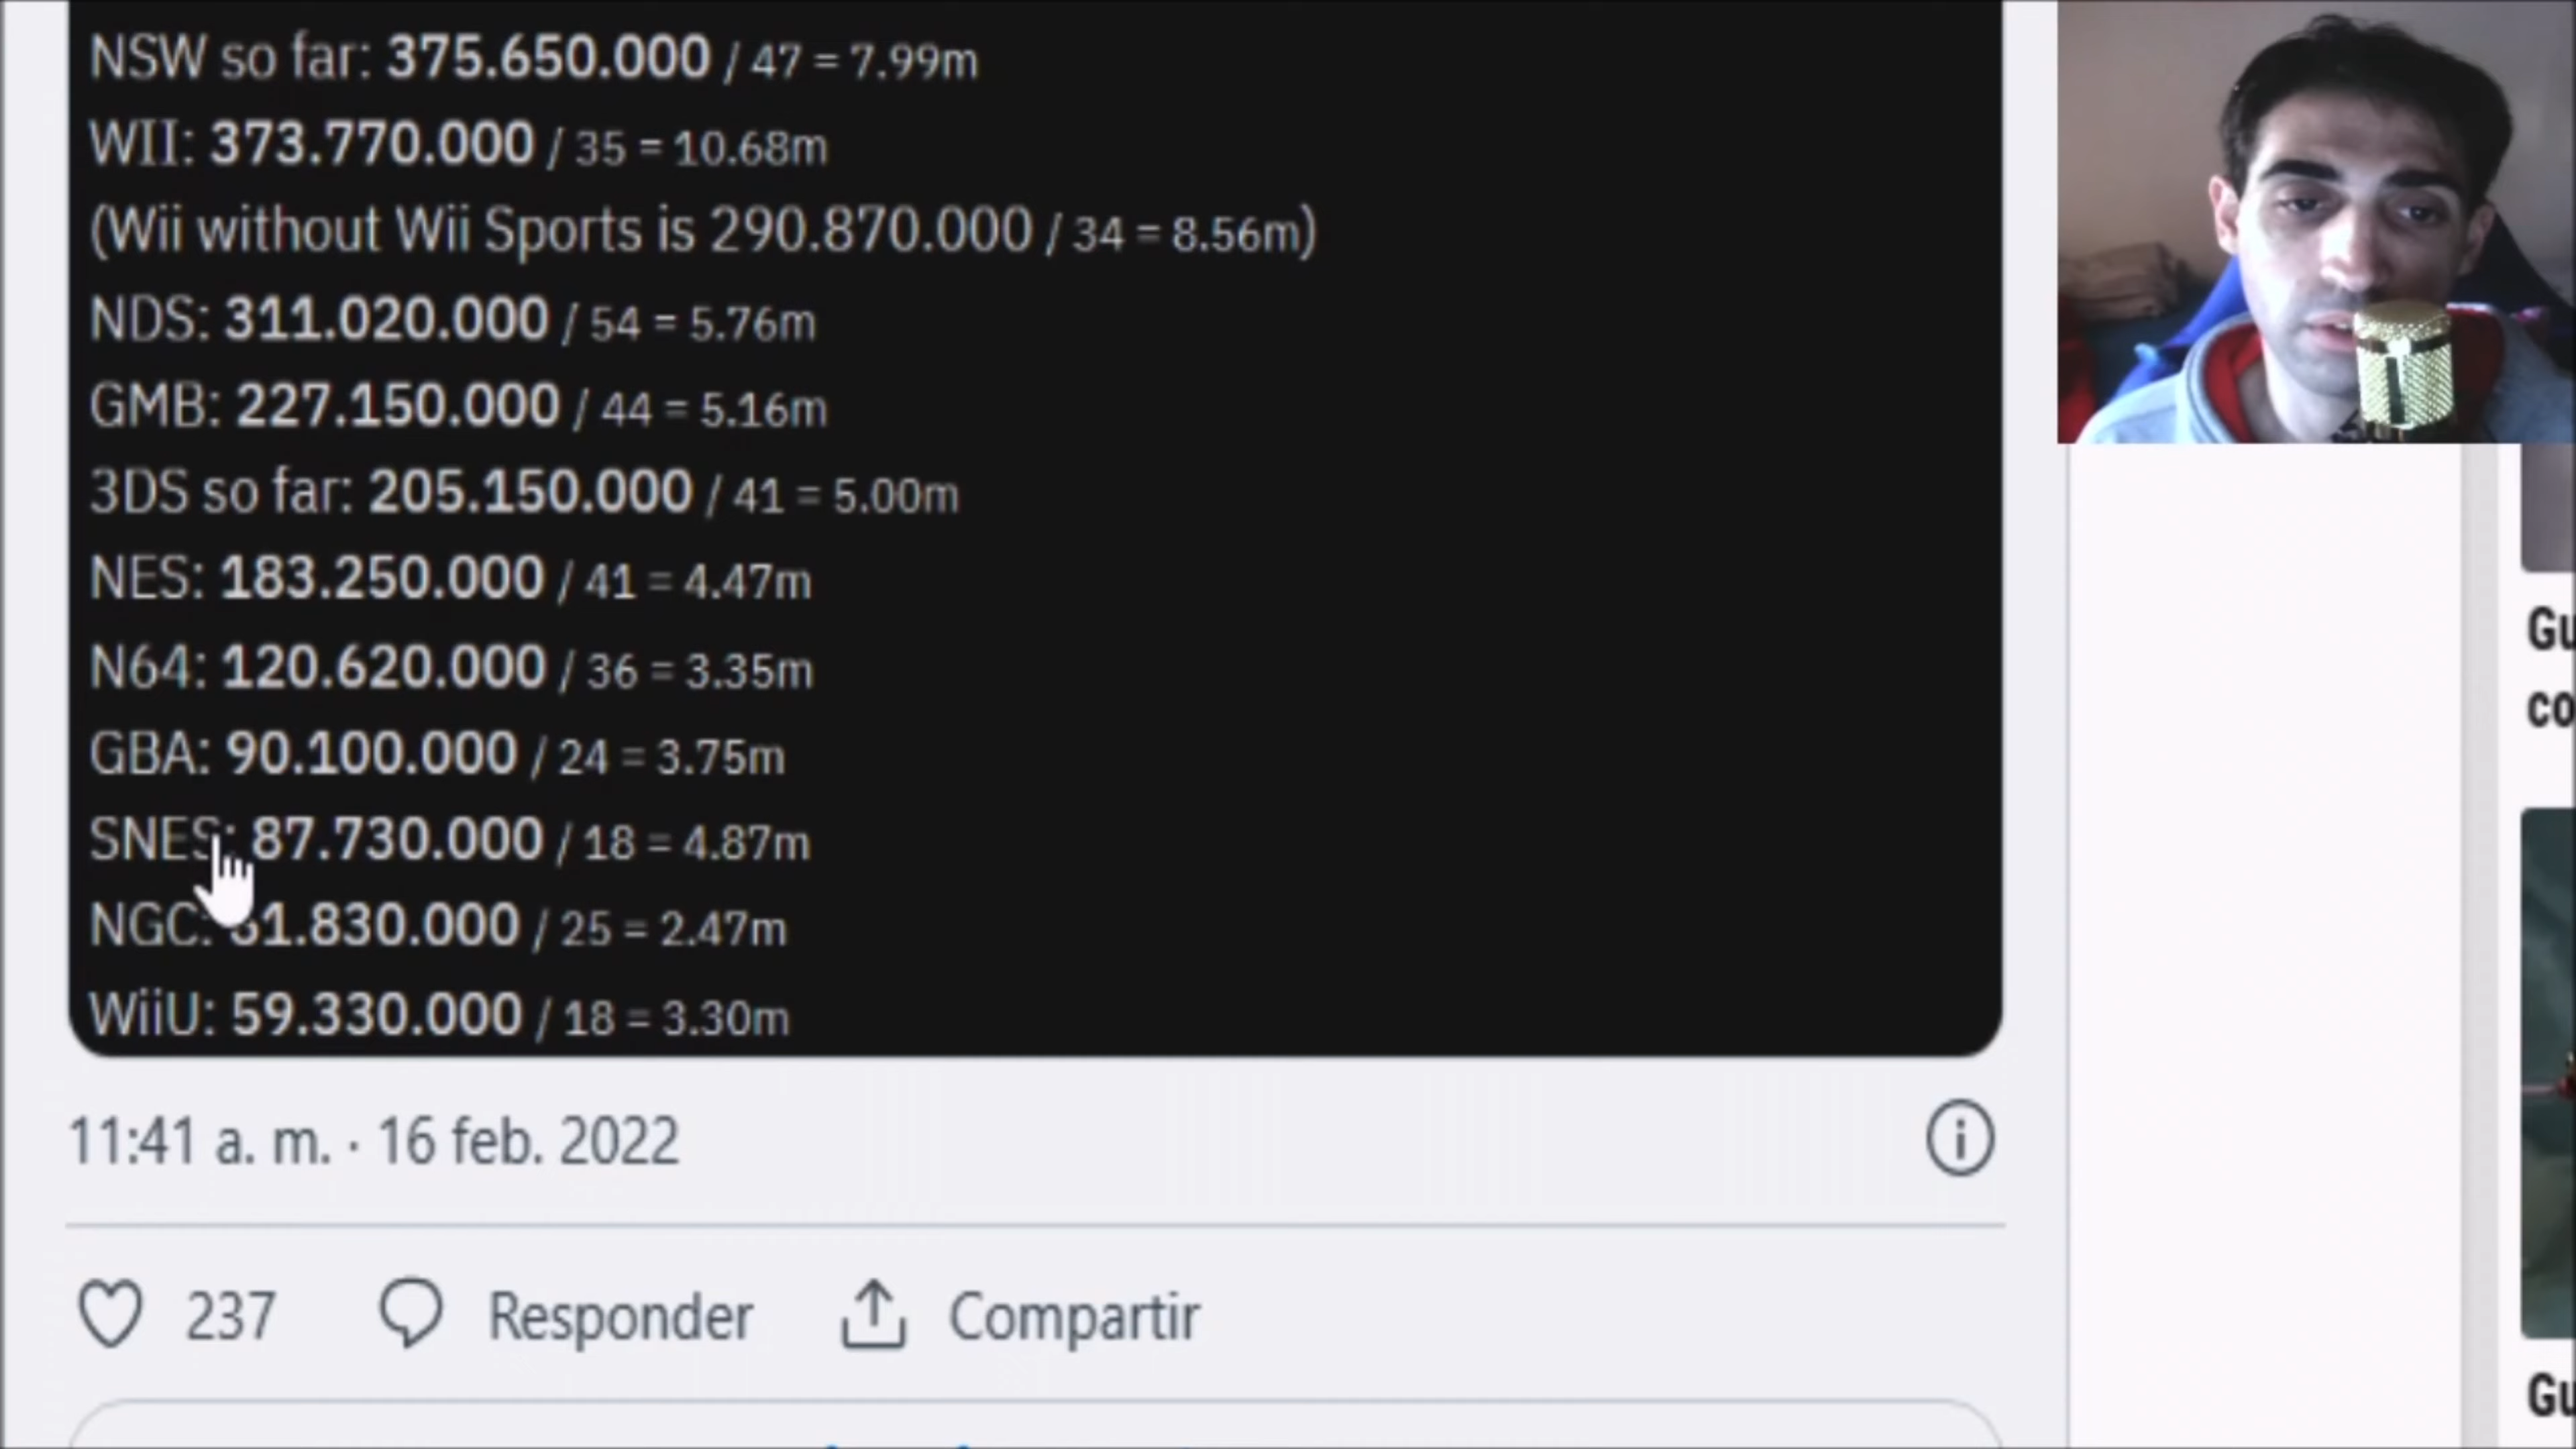 NSW so far: 375.650.000 / 47 = 7.99m
WII: 373.770.000 / 35 = 10.68m
(Wii without Wii Sports is 290.870.000 / 34 = 8.56m)
NDS: 311.020.000 / 54 = 5.76m
GMB: 227.150.000 / 44 = 5.16m
3DS so far: 205.150.000 / 41 = 5.00m
NES: 183.250.000 / 41 = 4.47m
N64: 120.620.000 / 36 = 3.35m
GBA: 90.100.000 / 24 = 3.75m
SNES: 87.730.000 / 18 = 4.87m
NGC: / 25 = 2.47m
WiiU: 59.330.000 / 18 = 3.30m
11:41 a. m. · 16 feb. 2022
237 Responder Compartir
Gu
co
Gu